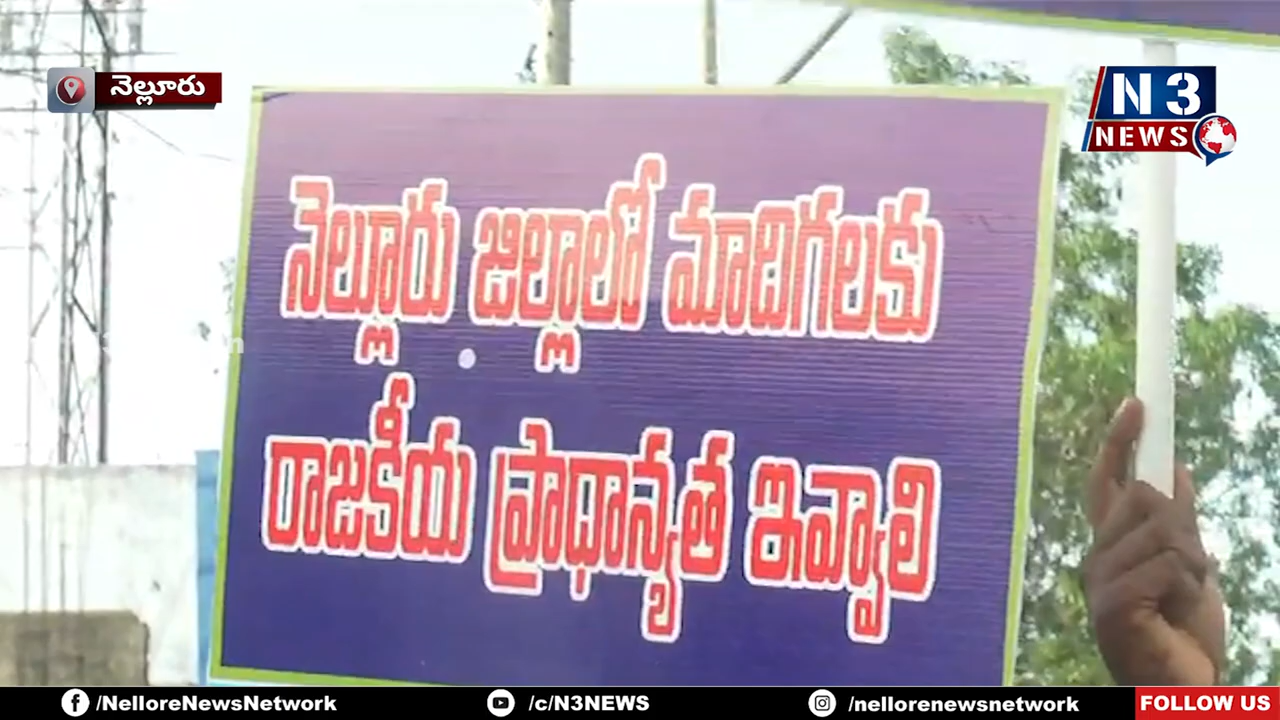 నెల్లూరు
N3
NEWS
నెల్లూరు జిల్లాలో మాదిగలకు
రాజకీయ ప్రాధాన్యత ఇవ్వాలి
/NelloreNewsNetwork
/c/N3NEWS
/nellorenewsnetwork
FOLLOW US